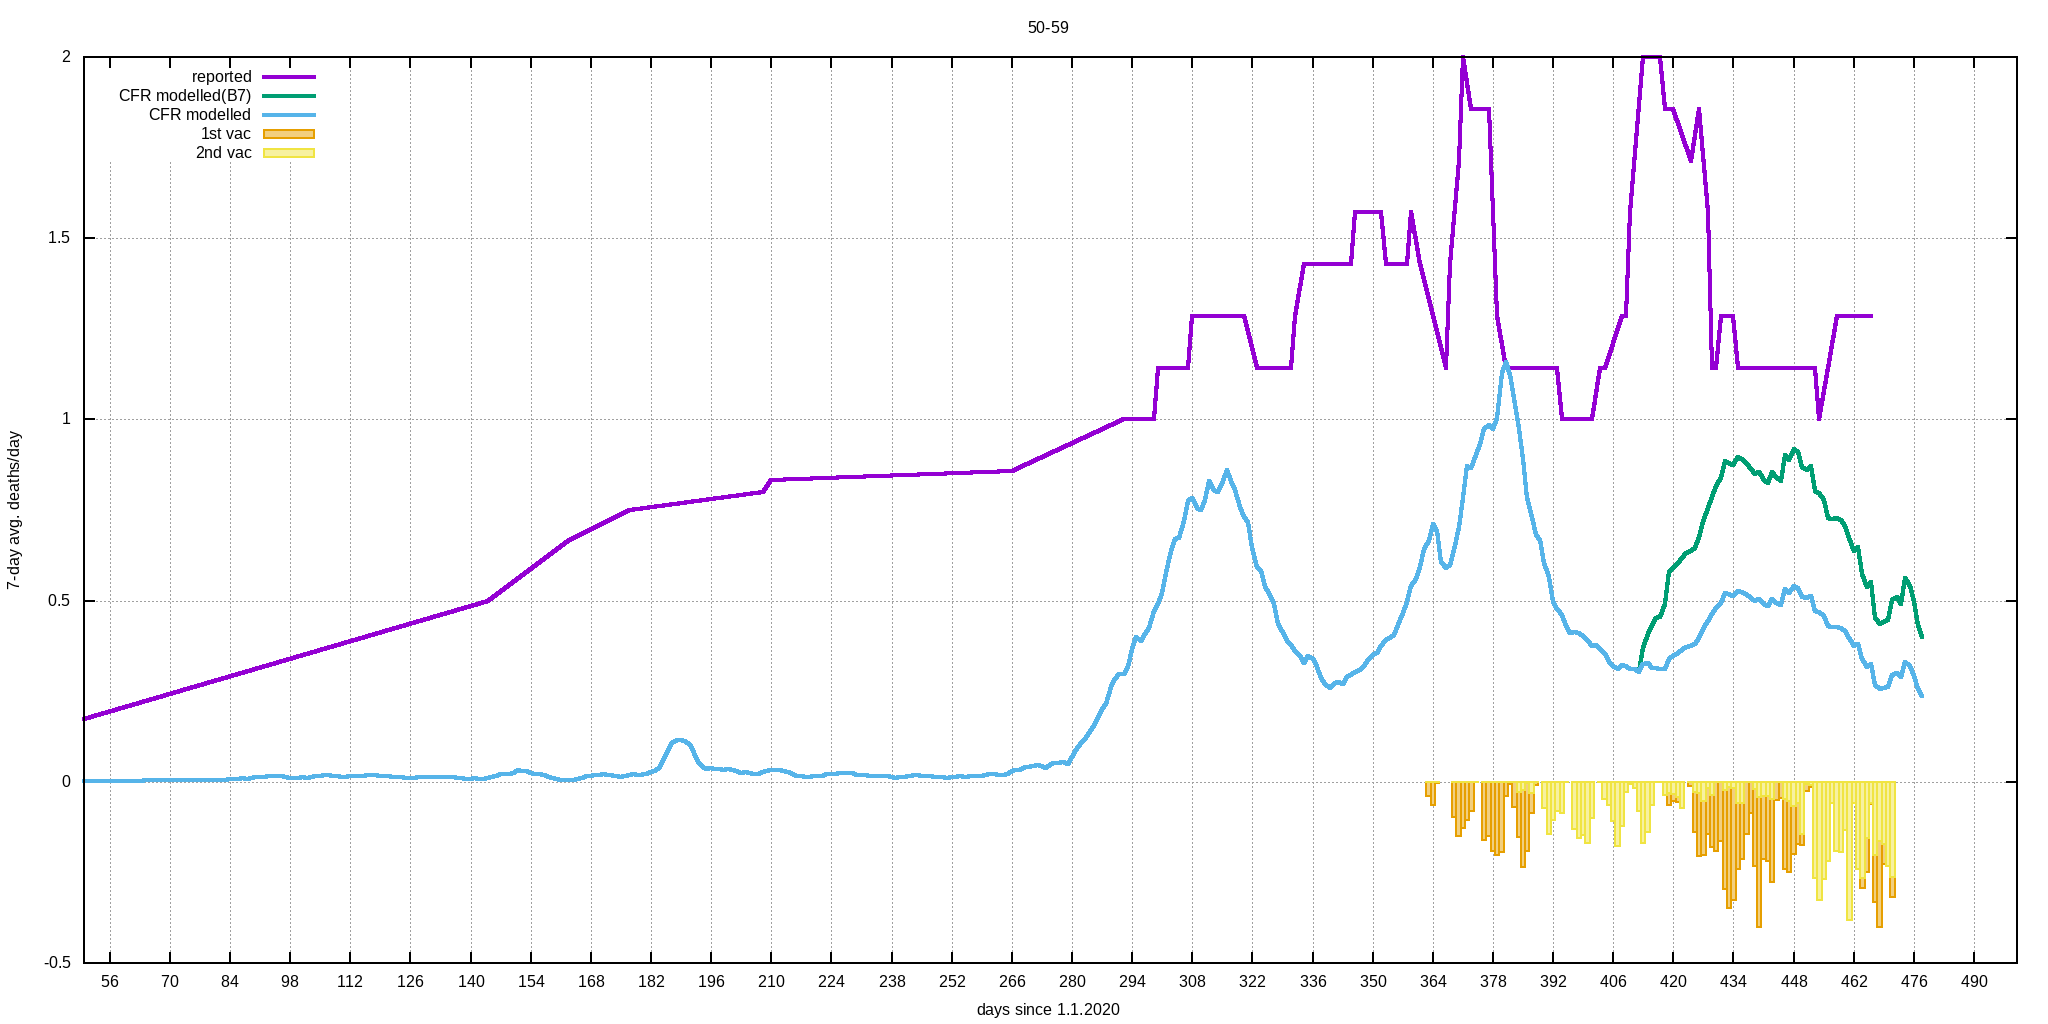 50-59
2
1.5
1
0.5
0
-0.5
7-day avg. deaths/day
reported
CFR modelled(B7)
CFR modelled
1st vac
2nd vac
56 70 84 98 112 126 140 154 168 182 196 210 224 238 252 266 280 294 308 322 336 350 364 378 392 406 420 434 448 462 476 490
days since 1.1.2020